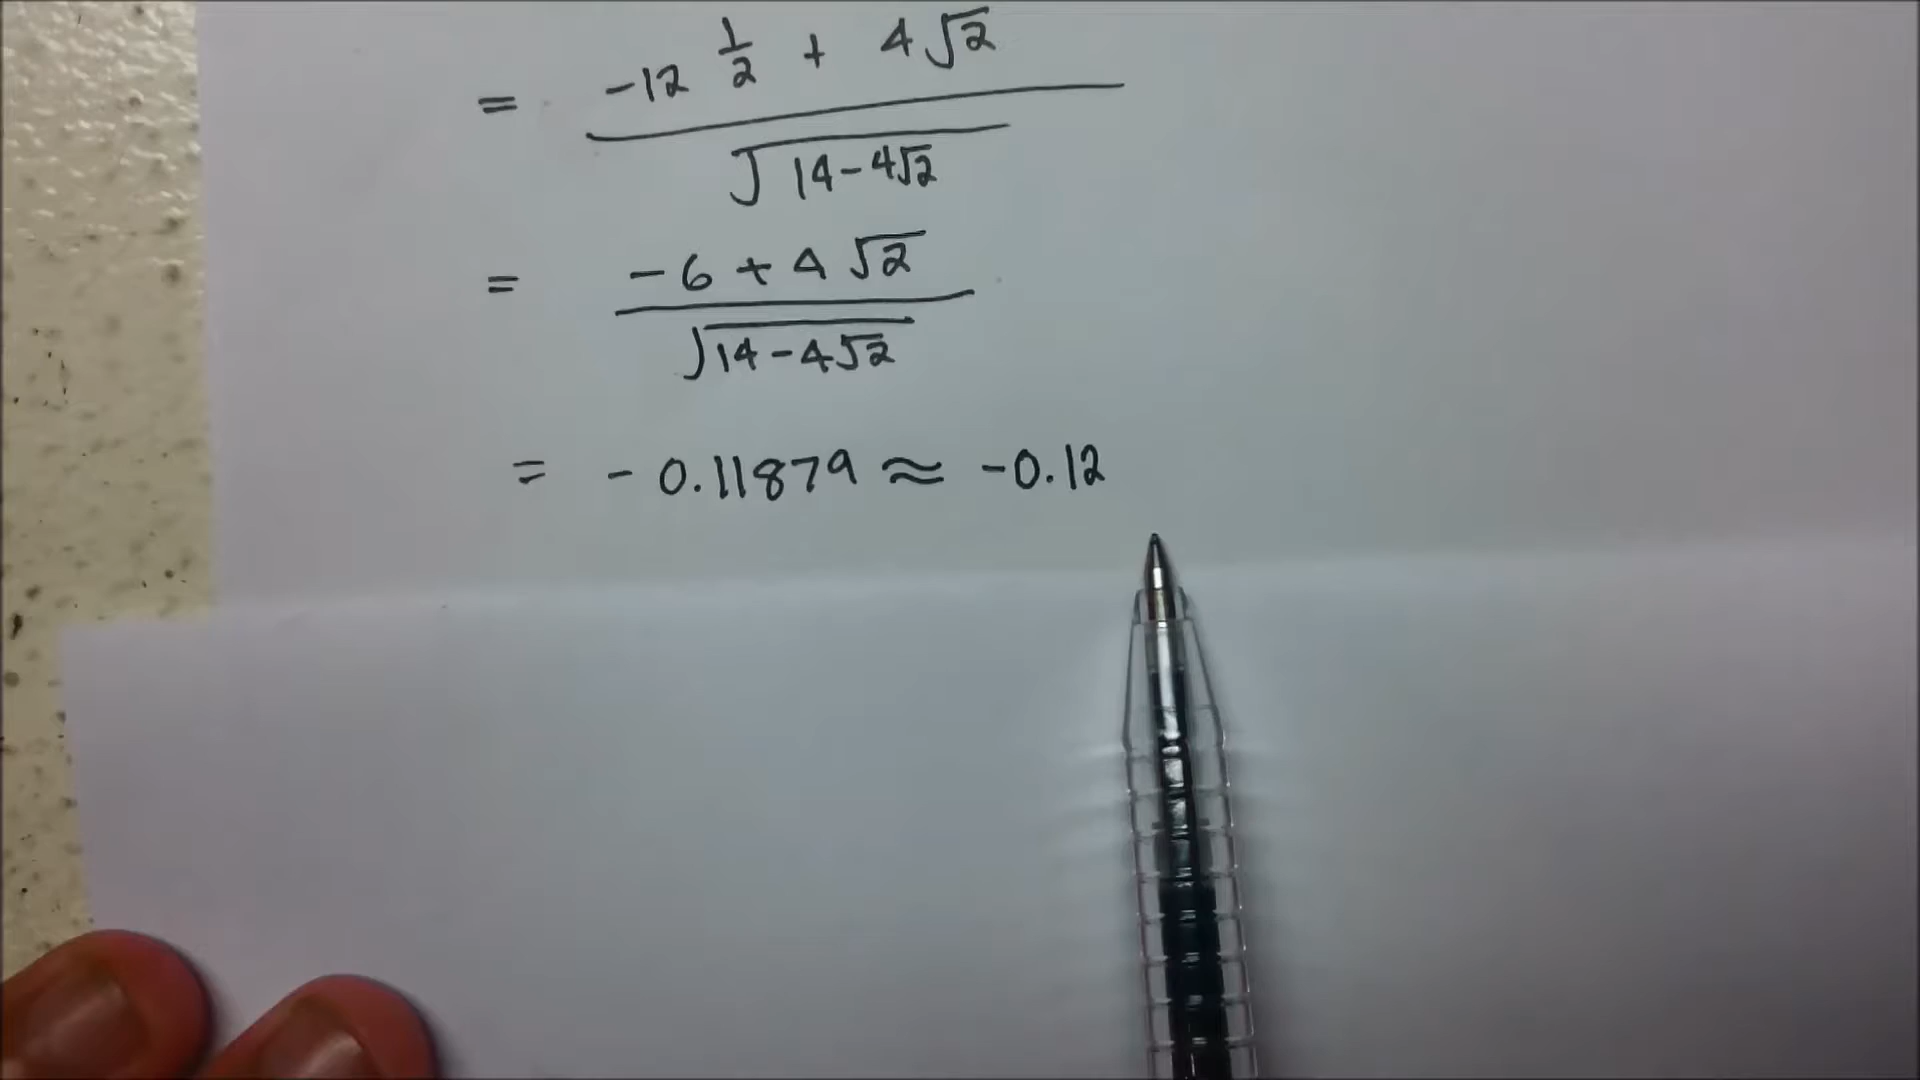 = (-12 1/2 + 4√2) / √(14-4√2)
= (-6 + 4√2) / √(14-4√2)
= -0.11879 ≈ -0.12